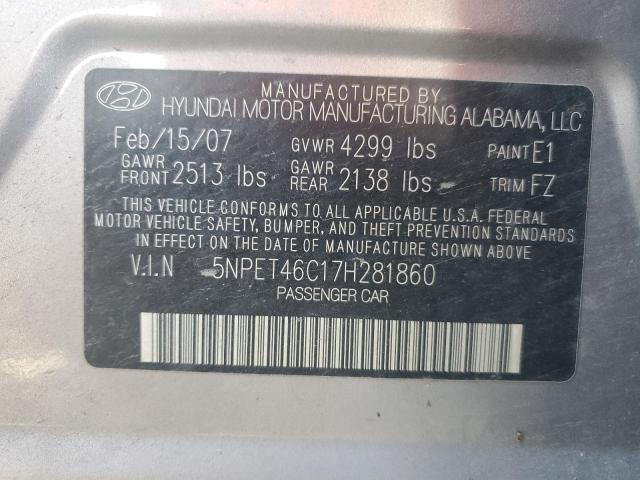 MANUFACTURED BY
HYUNDAI MOTOR MANUFACTURING ALABAMA, LLC
Feb/15/07 GVWR 4299 lbs PAINT E1
GAWR FRONT 2513 lbs GAWR REAR 2138 lbs TRIM FZ
THIS VEHICLE CONFORMS TO ALL APPLICABLE U.S.A. FEDERAL
MOTOR VEHICLE SAFETY, BUMPER, AND THEFT PREVENTION STANDARDS
IN EFFECT ON THE DATE OF MANUFACTURE SHOWN ABOVE
V.I.N 5NPET46C17H281860
PASSENGER CAR